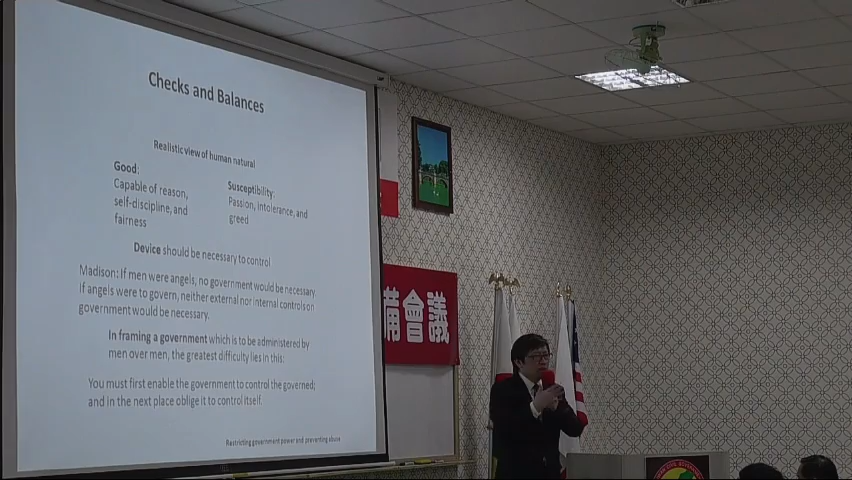 Checks and Balances
Realistic view of human natural
Good:
Capable of reason,
self-discipline, and
fairness
Susceptibility:
Passion, intolerance, and
greed
Device should be necessary to control
Madison: If men were angels, no government would be necessary
If angels were to govern, neither external nor internal controls on
government would be necessary.
In framing a government which is to be administered by
men over men, the greatest difficulty lies in this:
You must first enable the government to control the governed;
and in the next place oblige it to control itself.
Restricting government power and preventing abuse
備會議